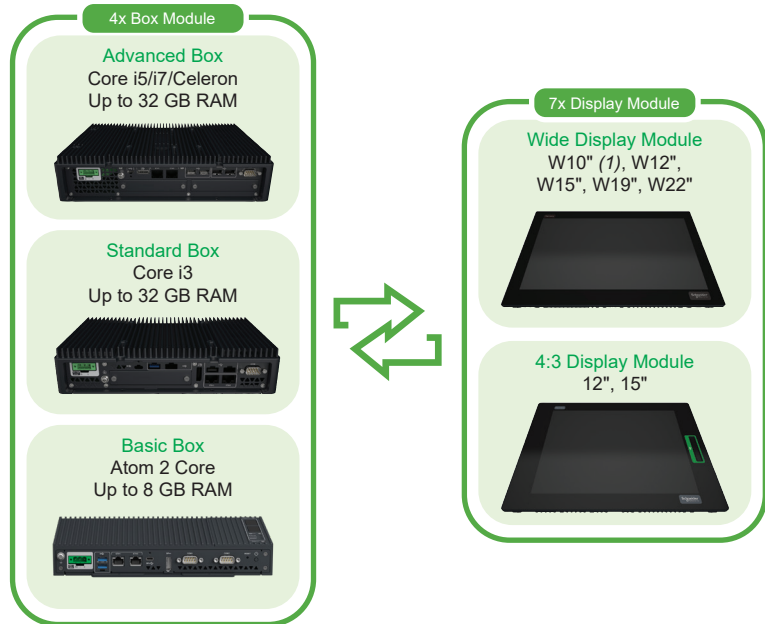 4x Box Module
Advanced Box
Core i5/i7/Celeron
Up to 32 GB RAM
Standard Box
Core i3
Up to 32 GB RAM
Basic Box
Atom 2 Core
Up to 8 GB RAM
7x Display Module
Wide Display Module
W10" (1), W12",
W15", W19", W22"
4:3 Display Module
12", 15"